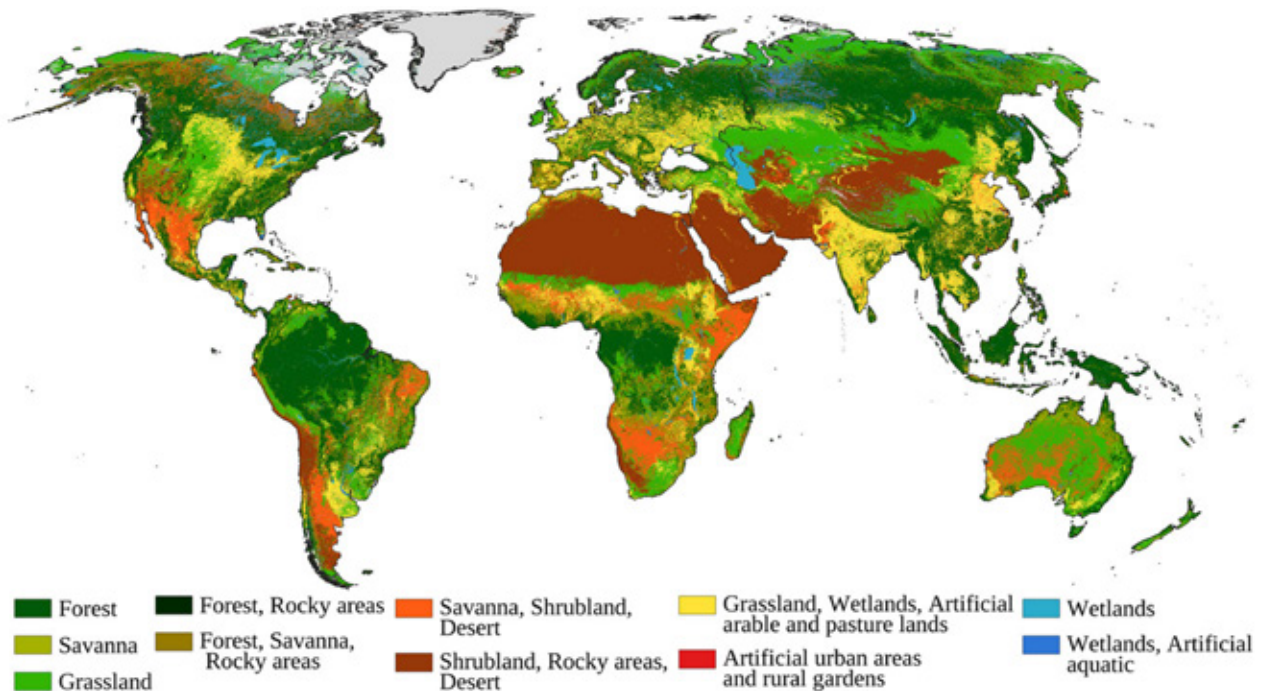 Forest
Savanna
Grassland
Forest, Rocky areas
Forest, Savanna,
Rocky areas
Savanna, Shrubland,
Desert
Shrubland, Rocky areas,
Desert
Grassland, Wetlands, Artificial
arable and pasture lands
Artificial urban areas
and rural gardens
Wetlands
Wetlands, Artificial
aquatic